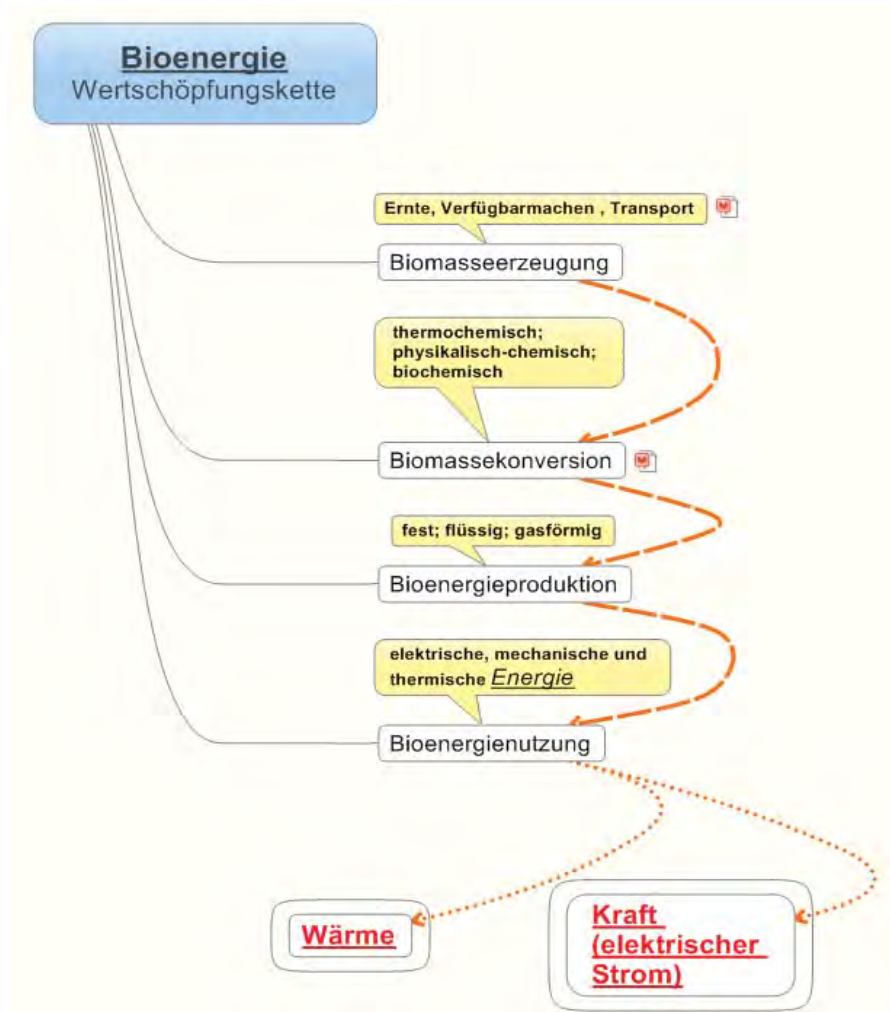 Bioenergie
Wertschöpfungskette
Ernte, Verfügbarmachen , Transport
Biomasseerzeugung
thermochemisch;
physikalisch-chemisch;
biochemisch
Biomassekonversion
fest; flüssig; gasförmig
Bioenergieproduktion
elektrische, mechanische und
thermische Energie
Bioenergienutzung
Wärme
Kraft
(elektrischer
Strom)